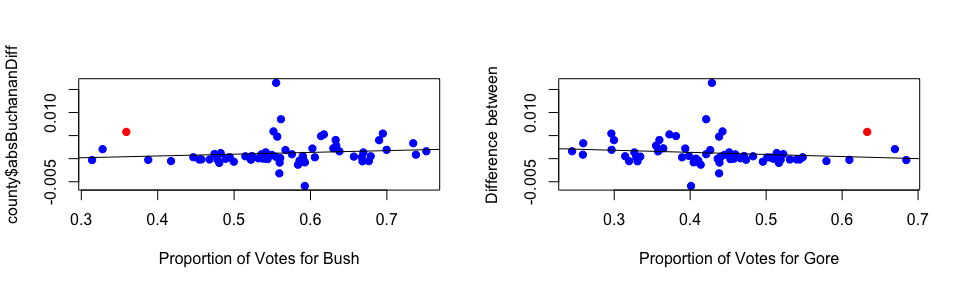 county$absBuchananDiff
0.010
-0.005
0.3 0.4 0.5 0.6 0.7
Proportion of Votes for Bush
Difference between
0.010
-0.005
0.3 0.4 0.5 0.6 0.7
Proportion of Votes for Gore